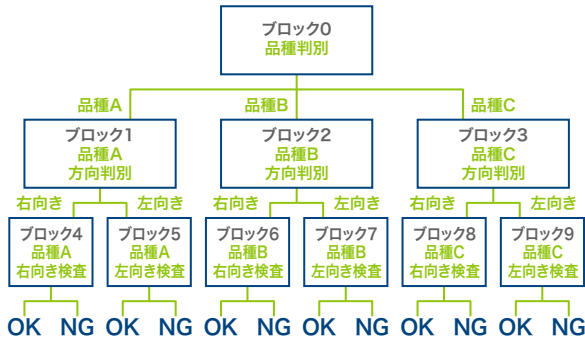 ブロック0
品種判別
品種A
品種B
品種C
ブロック1
品種A
方向判別
ブロック2
品種B
方向判別
ブロック3
品種C
方向判別
右向き
左向き
右向き
左向き
右向き
左向き
ブロック4
品種A
右向き検査
ブロック5
品種A
左向き検査
ブロック6
品種B
右向き検査
ブロック7
品種B
左向き検査
ブロック8
品種C
右向き検査
ブロック9
品種C
左向き検査
OK NG OK NG OK NG OK NG OK NG OK NG